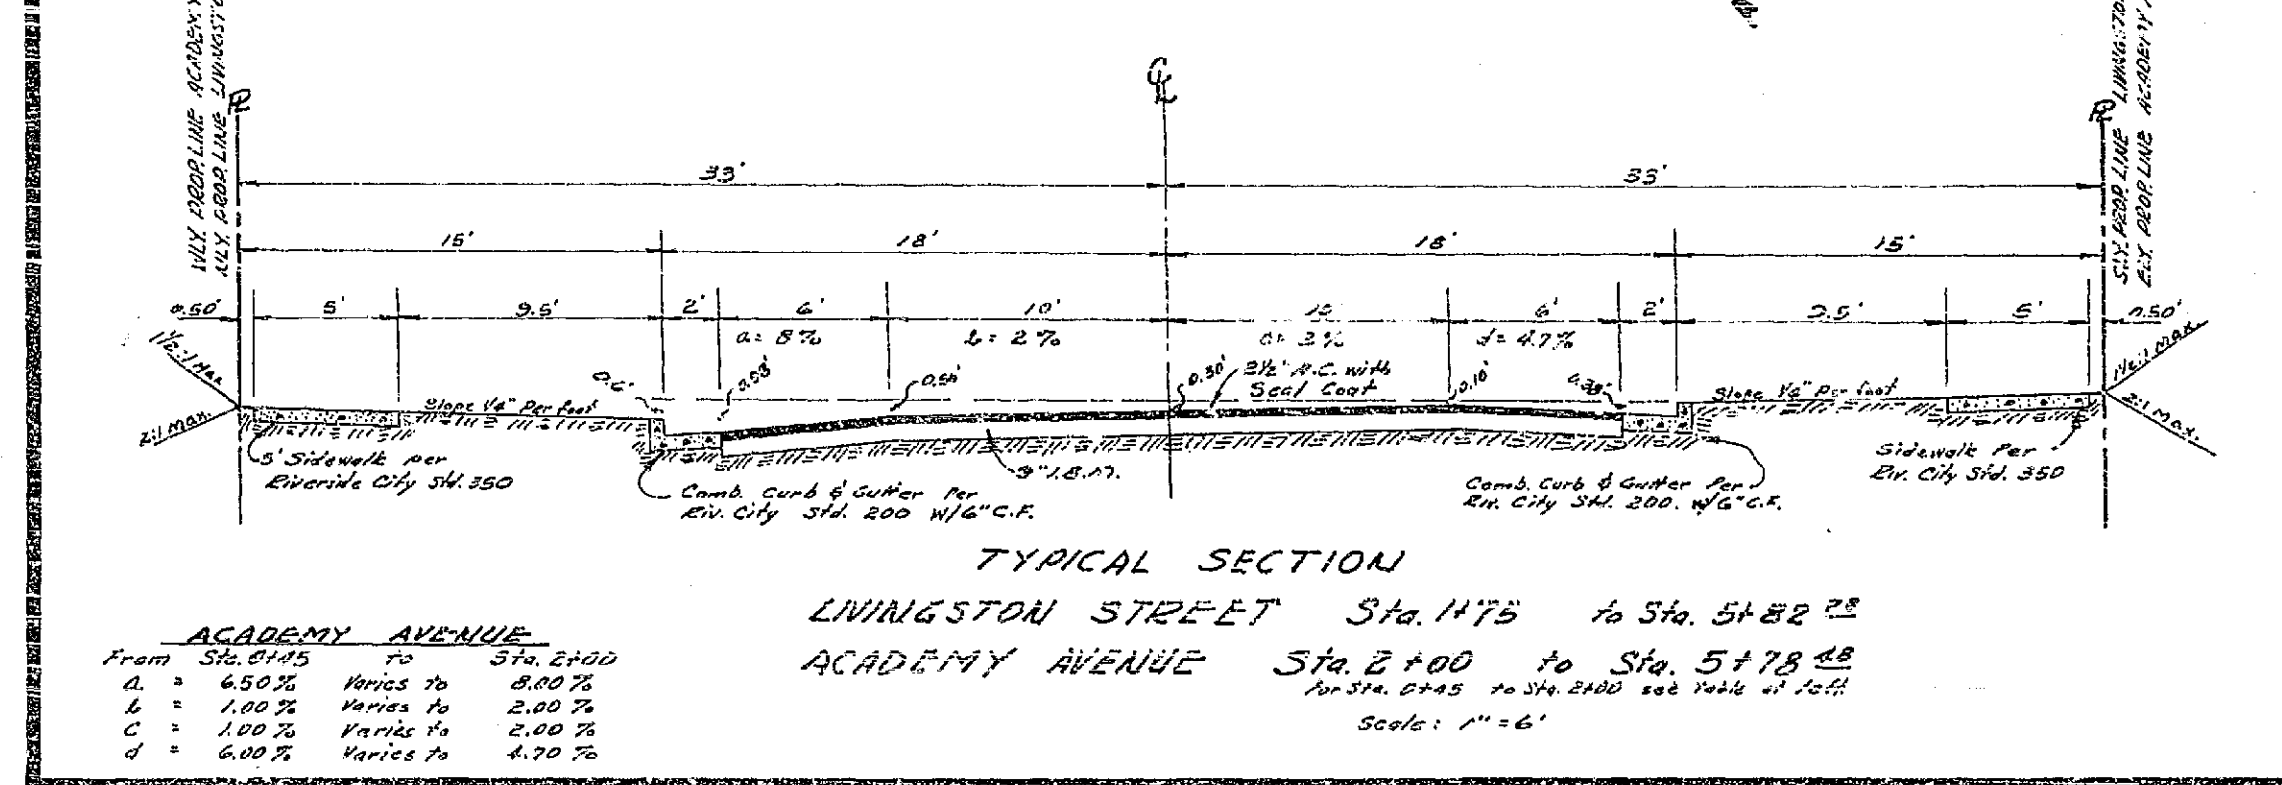 WLY. PROP. LINE ACADEMY
NLY. PROP. LINE LIVINGSTO
SLY. PROP. LINE LIVINGSTO
ELY. PROP. LINE ACADEMY
PL
CL
PL
33'
33'
15'
18'
18'
15'
0.50'
5'
9.5'
2'
6'
10'
10'
6'
2'
9.5'
5'
0.50'
a= 8%
b= 2%
d= 4.7%
1½:1 Max
2:1 Max.
1½:1 Max.
2:1 Max.
0.6'
0.30'
0.10'
2½" A.C. with
Seal Coat
Slope ¼" Per foot
Slope ¼" Per foot
5' Sidewalk per
Riverside City Std. 350
Comb. Curb & Gutter Per
Riv. City Std. 200 W/6" C.F.
Comb. Curb & Gutter Per
Riv. City Std. 200. W/6" C.F.
Sidewalk Per
Riv. City Std. 350
TYPICAL SECTION
LIVINGSTON STREET Sta. 1+75 to Sta. 5+82
ACADEMY AVENUE Sta. 2+00 to Sta. 5+78 48
For Sta. 0+45 to Sta. 2+00 see Table at left
Scale: 1" = 6'
ACADEMY AVENUE
From Sta. 0+45 to Sta. 2+00
a = 6.50% Varies to 8.00%
b = 1.00% Varies to 2.00%
c = 1.00% Varies to 2.00%
d = 6.00% Varies to 4.70%